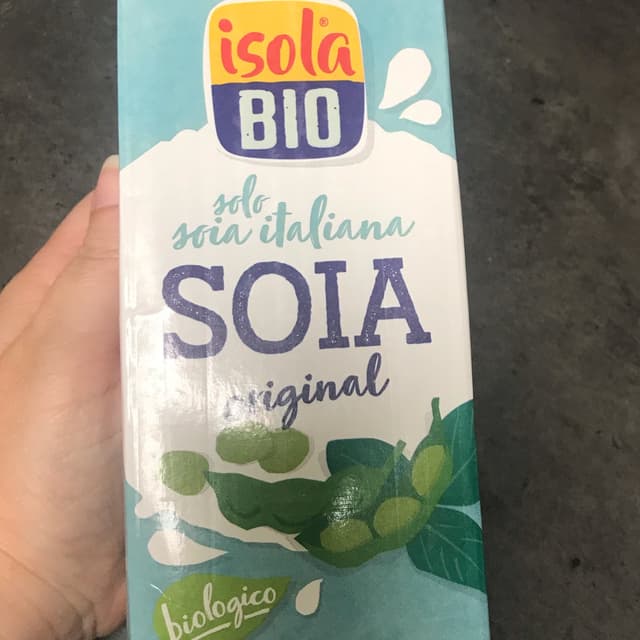 isola®
BIO
solo
soia italiana
SOIA
original
biologico